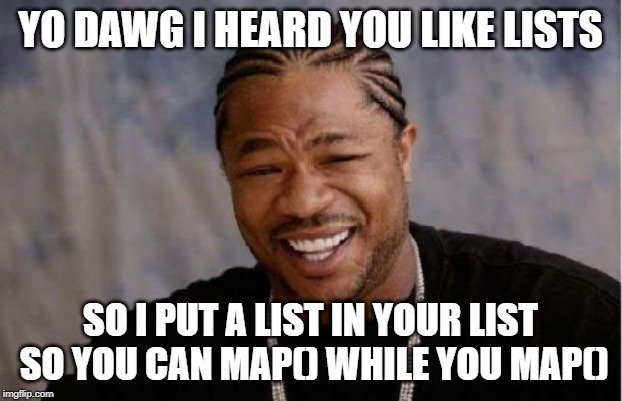 YO DAWG I HEARD YOU LIKE LISTS
SO I PUT A LIST IN YOUR LIST
SO YOU CAN MAP() WHILE YOU MAP()
imgflip.com